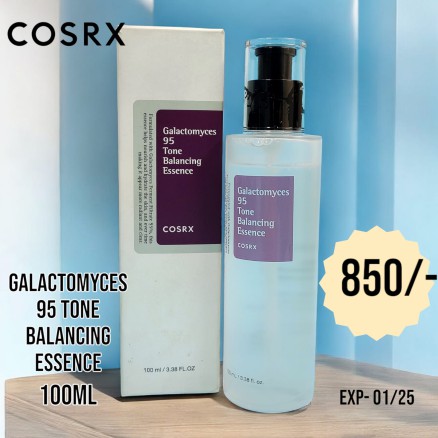 COSRX
Galactomyces
95
Tone
Balancing
Essence
COSRX
100 ml / 3.38 FL.OZ
Galactomyces
95
Tone
Balancing
Essence
COSRX
GALACTOMYCES
95 TONE
BALANCING
ESSENCE
100ML
850/-
EXP- 01/25